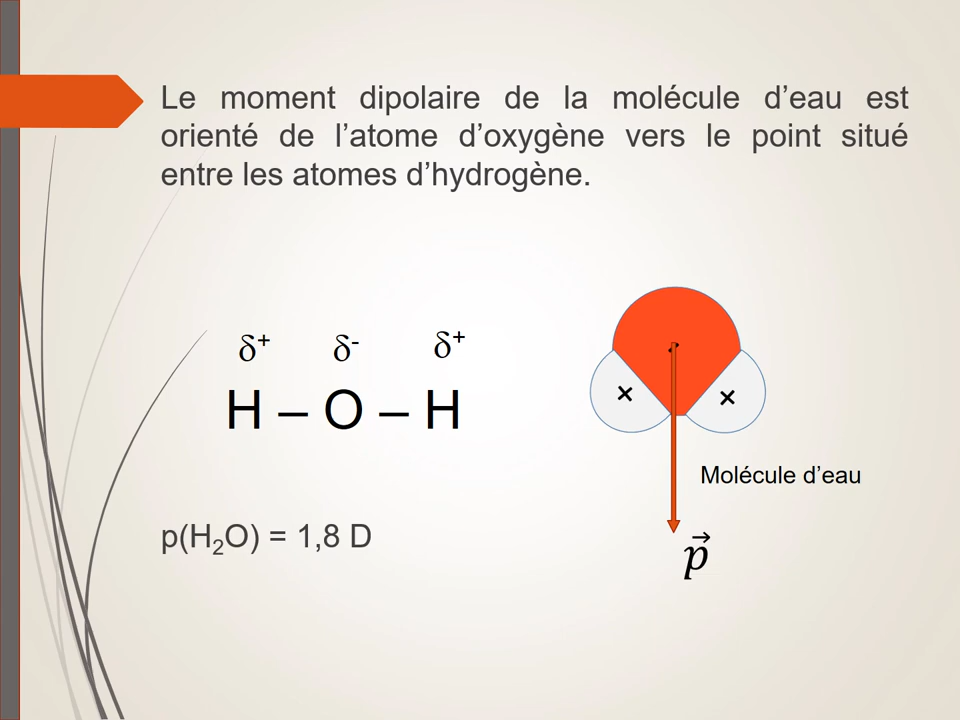 Le moment dipolaire de la molécule d’eau est
orienté de l’atome d’oxygène vers le point situé
entre les atomes d’hydrogène.
δ⁺ δ⁻ δ⁺
H – O – H
Molécule d’eau
p(H₂O) = 1,8 D
p⃗